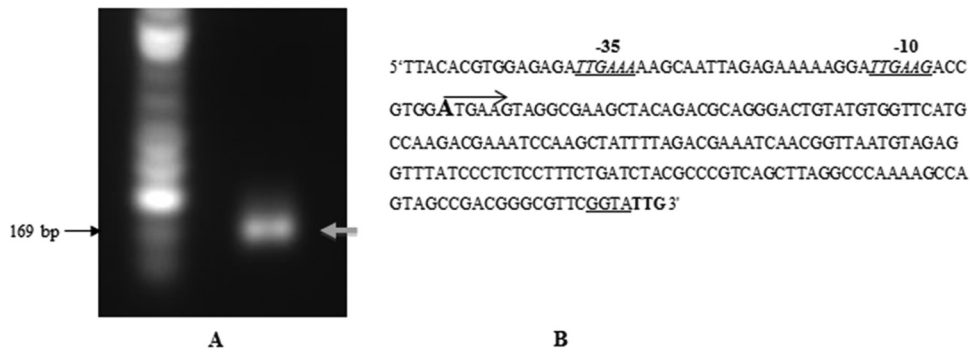 -35 -10
5'TTACACGTGGAGAGATTGAAAAAGCAATTAGAGAAAAAGGATTGAAGACC
GTGGATGAAGTAGGCGAAGCTACAGACGCAGGGACTGTATGTGGTTCATG
CCAAGACGAAATCCAAGCTATTTTAGACGAAATCAACGGTTAATGTAGAG
GTTTATCCCTCTCCTTTCTGATCTACGCCCGTCAGCTTAGGCCCAAAAGCCA
GTAGCCGACGGGCGTTCGGTATTG 3'
169 bp
A B